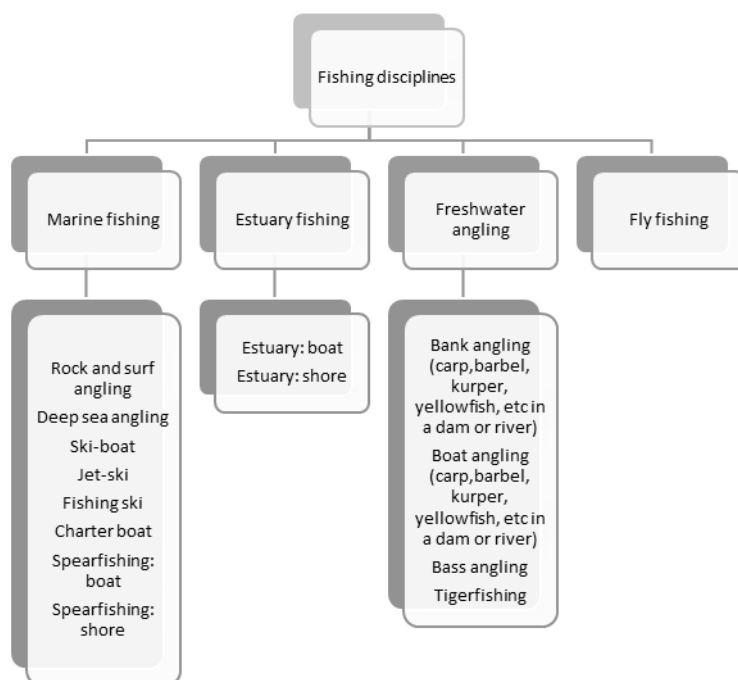 Fishing disciplines
Marine fishing
Estuary fishing
Freshwater
angling
Fly fishing
Rock and surf
angling
Deep sea angling
Ski-boat
Jet-ski
Fishing ski
Charter boat
Spearfishing:
boat
Spearfishing:
shore
Estuary: boat
Estuary: shore
Bank angling
(carp,barbel,
kurper,
yellowfish, etc in
a dam or river)
Boat angling
(carp,barbel,
kurper,
yellowfish, etc in
a dam or river)
Bass angling
Tigerfishing